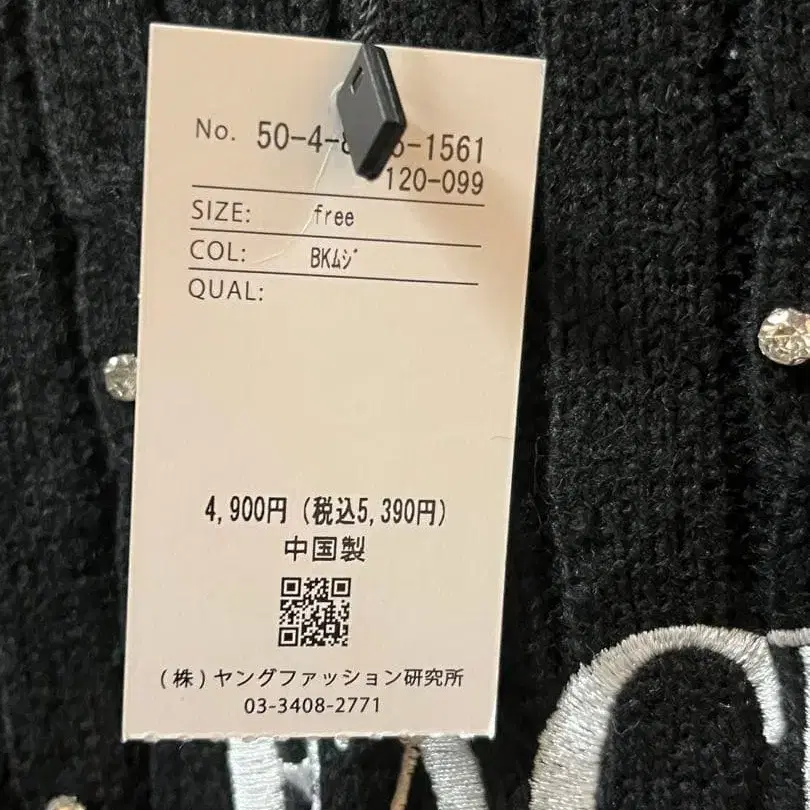 No. 50-4-8 6-1561
120-099
SIZE: free
COL: BKﾑｼﾞ
QUAL:
4,900円 (税込5,390円)
中国製
(株)ヤングファッション研究所
03-3408-2771